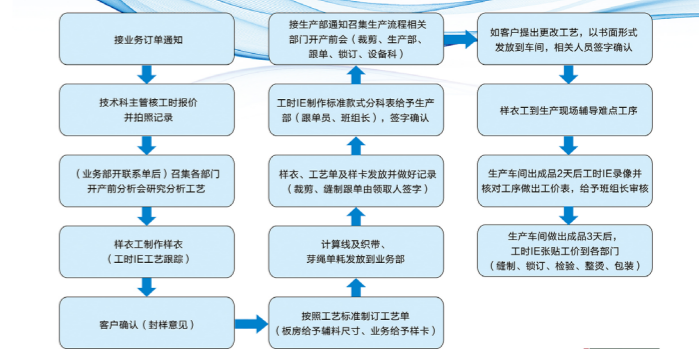 接业务订单通知
技术科主管核工时报价
并拍照记录
（业务部开联系单后）召集各部门
开产前分析会研究分析工艺
样衣工制作样衣
（工时IE工艺跟踪）
客户确认（封样意见）
按照工艺标准制订工艺单
（板房给予辅料尺寸、业务给予样卡）
计算线及织带、
芽绳单耗发放到业务部
样衣、工艺单及样卡发放并做好记录
（裁剪、缝制跟单由领取人签字）
工时IE制作标准款式分科表给予生产
部（跟单员、班组长），签字确认
按生产部通知召集生产流程相关
部门开产前会（裁剪、生产部、
跟单、锁订、设备科）
如客户提出更改工艺，以书面形式
发放到车间，相关人员签字确认
样衣工到生产现场辅导难点工序
生产车间出成品2天后工时IE录像并
核对工序做出工价表，给予班组长审核
生产车间做出成品3天后，
工时IE张贴工价到各部门
（缝制、锁订、检验、整烫、包装）